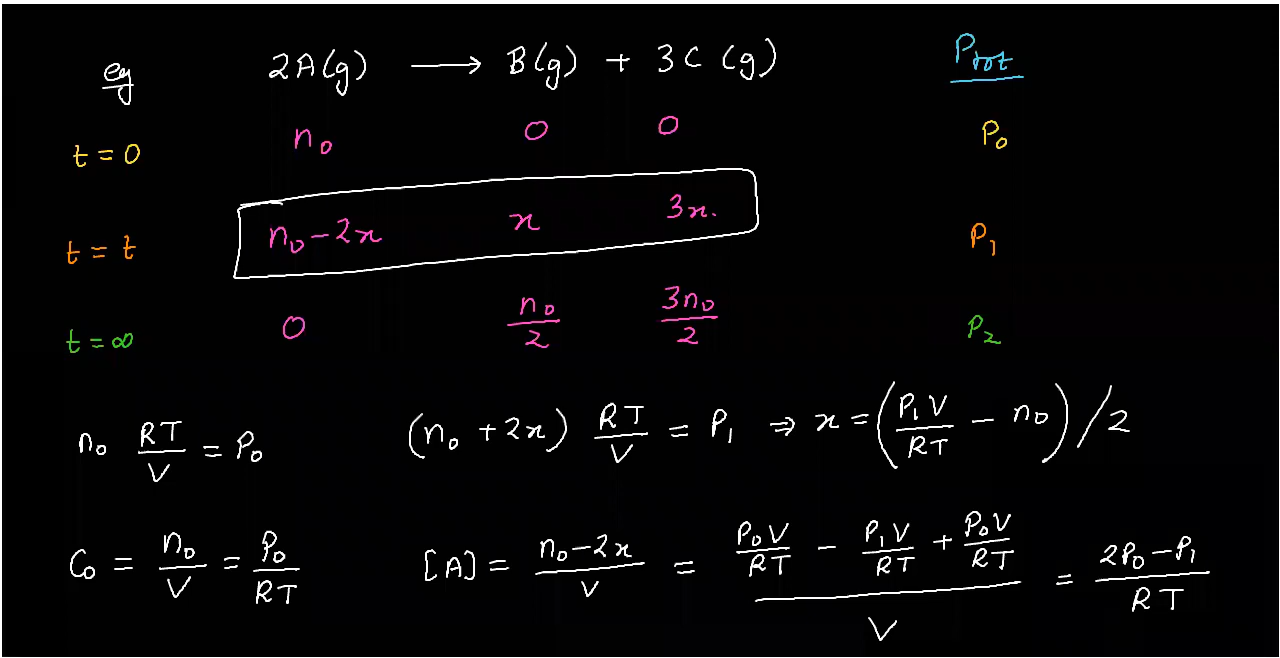 eg 2A(g) ⟶ B(g) + 3C (g) Ptot
t = 0 n₀ 0 0 P₀
t = t n₀-2x x 3x. P₁
t = ∞ 0 n₀/2 3n₀/2 P₂
n₀ RT/V = P₀ (n₀ + 2x) RT/V = P₁ ⇒ x = (P₁V/RT - n₀)/2
C₀ = n₀/V = P₀/RT [A] = (n₀-2x)/V = (P₀V/RT - P₁V/RT + P₀V/RT)/V = (2P₀-P₁)/RT